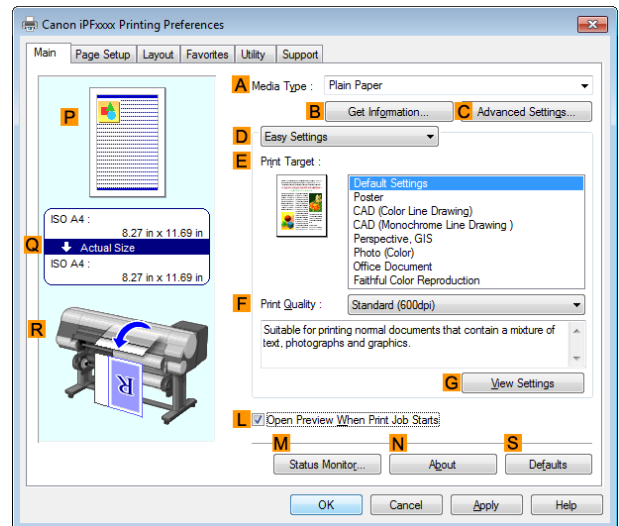 Canon iPFxxxx Printing Preferences
Main Page Setup Layout Favorites Utility Support
A Media Type : Plain Paper
B Get Information... C Advanced Settings...
D Easy Settings
E Print Target :
Default Settings
Poster
CAD (Color Line Drawing)
CAD (Monochrome Line Drawing )
Perspective, GIS
Photo (Color)
Office Document
Faithful Color Reproduction
F Print Quality : Standard (600dpi)
Suitable for printing normal documents that contain a mixture of
text, photographs and graphics.
G View Settings
L Open Preview When Print Job Starts
M N S
Status Monitor... About Defaults
P
ISO A4 :
8.27 in x 11.69 in
Q Actual Size
ISO A4 :
8.27 in x 11.69 in
R
R
OK Cancel Apply Help